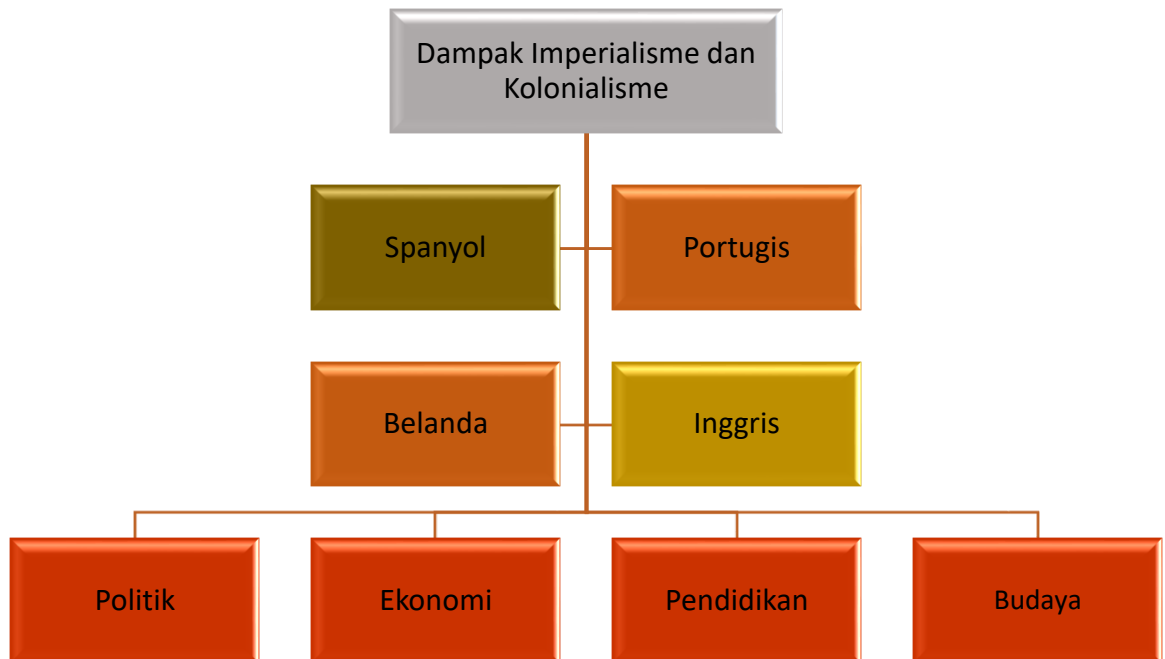 Dampak Imperialisme dan
Kolonialisme
Spanyol
Portugis
Belanda
Inggris
Politik
Ekonomi
Pendidikan
Budaya